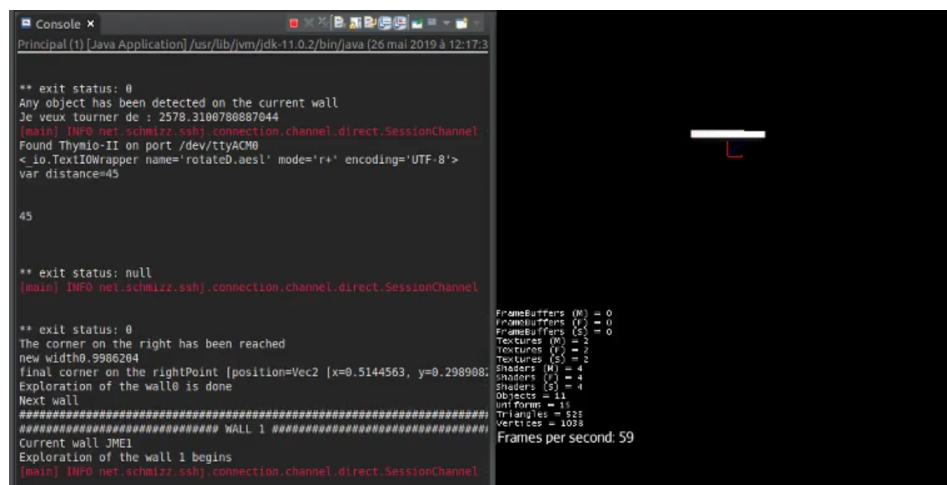 Console
Principal (1) [Java Application] /usr/lib/jvm/jdk-11.0.2/bin/java (26 mai 2019 à 12:17:3
** exit status: 0
Any object has been detected on the current wall
Je veux tourner de : 2578.3100780887044
[main] INFO net.schmizz.sshj.connection.channel.direct.SessionChannel
Found Thymio-II on port /dev/ttyACM0
<_io.TextIOWrapper name='rotateD.aesl' mode='r+' encoding='UTF-8'>
var distance=45
45
** exit status: null
[main] INFO net.schmizz.sshj.connection.channel.direct.SessionChannel
** exit status: 0
The corner on the right has been reached
new width0.9986204
final corner on the rightPoint [position=Vec2 [x=0.5144563, y=0.2989082
Exploration of the wall0 is done
Next wall
########################################################################
############################## WALL 1 ##################################
Current wall JME1
Exploration of the wall 1 begins
[main] INFO net.schmizz.sshj.connection.channel.direct.SessionChannel
FrameBuffers (M) = 0
FrameBuffers (F) = 0
FrameBuffers (S) = 0
Textures (M) = 2
Textures (F) = 2
Textures (S) = 2
Shaders (M) = 4
Shaders (F) = 4
Shaders (S) = 4
Objects = 11
Uniforms = 15
Triangles = 525
Vertices = 1038
Frames per second: 59